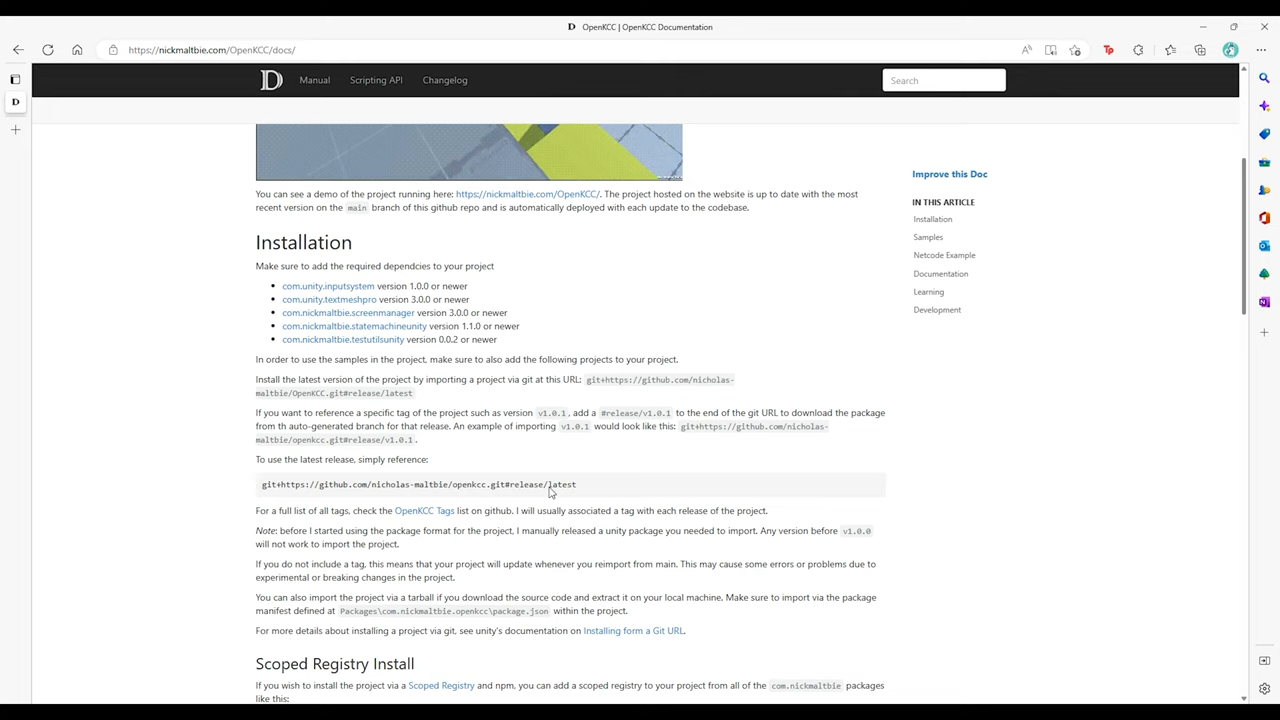 OpenKCC | OpenKCC Documentation
https://nickmaltbie.com/OpenKCC/docs/
Manual Scripting API Changelog
Search
You can see a demo of the project running here: https://nickmaltbie.com/OpenKCC/. The project hosted on the website is up to date with the most
recent version on the main branch of this github repo and is automatically deployed with each update to the codebase.
Installation
Make sure to add the required dependcies to your project
com.unity.inputsystem version 1.0.0 or newer
com.unity.textmeshpro version 3.0.0 or newer
com.nickmaltbie.screenmanager version 3.0.0 or newer
com.nickmaltbie.statemachineunity version 1.1.0 or newer
com.nickmaltbie.testutilsunity version 0.0.2 or newer
In order to use the samples in the project, make sure to also add the following projects to your project.
Install the latest version of the project by importing a project via git at this URL: git+https://github.com/nicholas-
maltbie/OpenKCC.git#release/latest
If you want to reference a specific tag of the project such as version v1.0.1, add a #release/v1.0.1 to the end of the git URL to download the package
from th auto-generated branch for that release. An example of importing v1.0.1 would look like this: git+https://github.com/nicholas-
maltbie/openkcc.git#release/v1.0.1.
To use the latest release, simply reference:
git+https://github.com/nicholas-maltbie/openkcc.git#release/latest
For a full list of all tags, check the OpenKCC Tags list on github. I will usually associated a tag with each release of the project.
Note: before I started using the package format for the project, I manually released a unity package you needed to import. Any version before v1.0.0
will not work to import the project.
If you do not include a tag, this means that your project will update whenever you reimport from main. This may cause some errors or problems due to
experimental or breaking changes in the project.
You can also import the project via a tarball if you download the source code and extract it on your local machine. Make sure to import via the package
manifest defined at Packages\com.nickmaltbie.openkcc\package.json within the project.
For more details about installing a project via git, see unity's documentation on Installing form a Git URL.
Scoped Registry Install
If you wish to install the project via a Scoped Registry and npm, you can add a scoped registry to your project from all of the com.nickmaltbie packages
like this:
Improve this Doc
IN THIS ARTICLE
Installation
Samples
Netcode Example
Documentation
Learning
Development